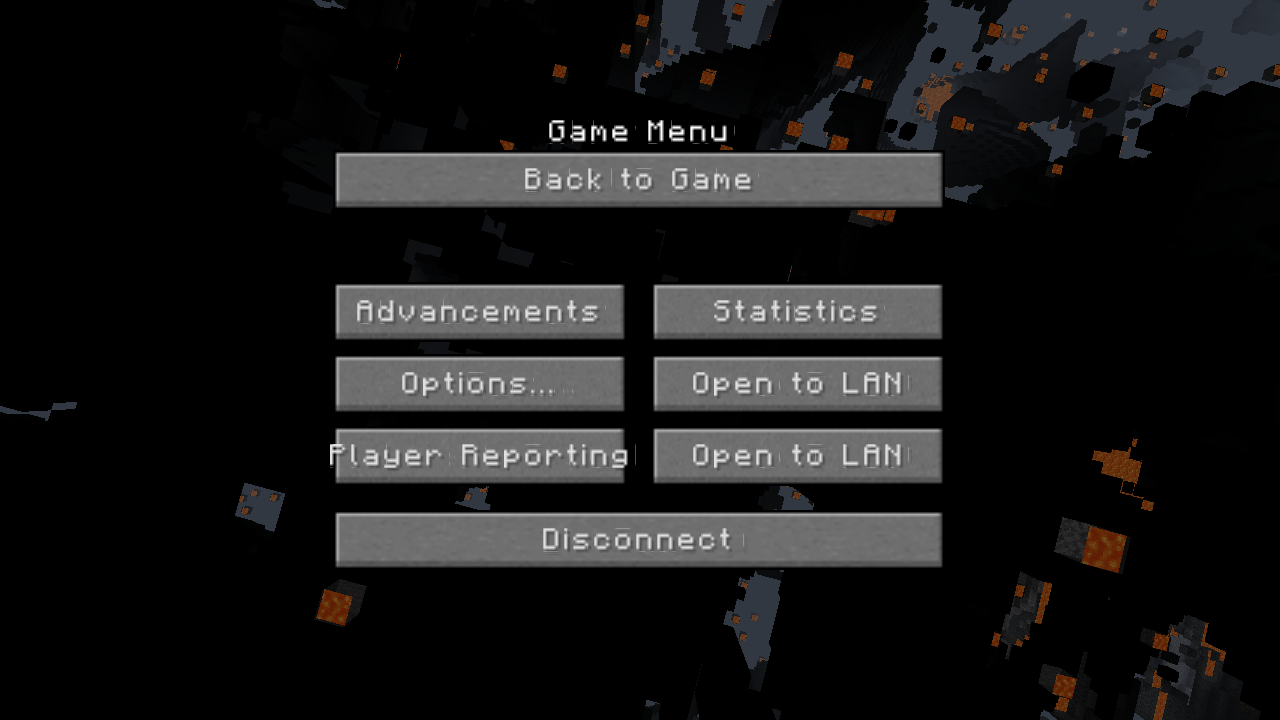 Game Menu
Back to Game
Advancements
Statistics
Options...
Open to LAN
Player Reporting
Open to LAN
Disconnect